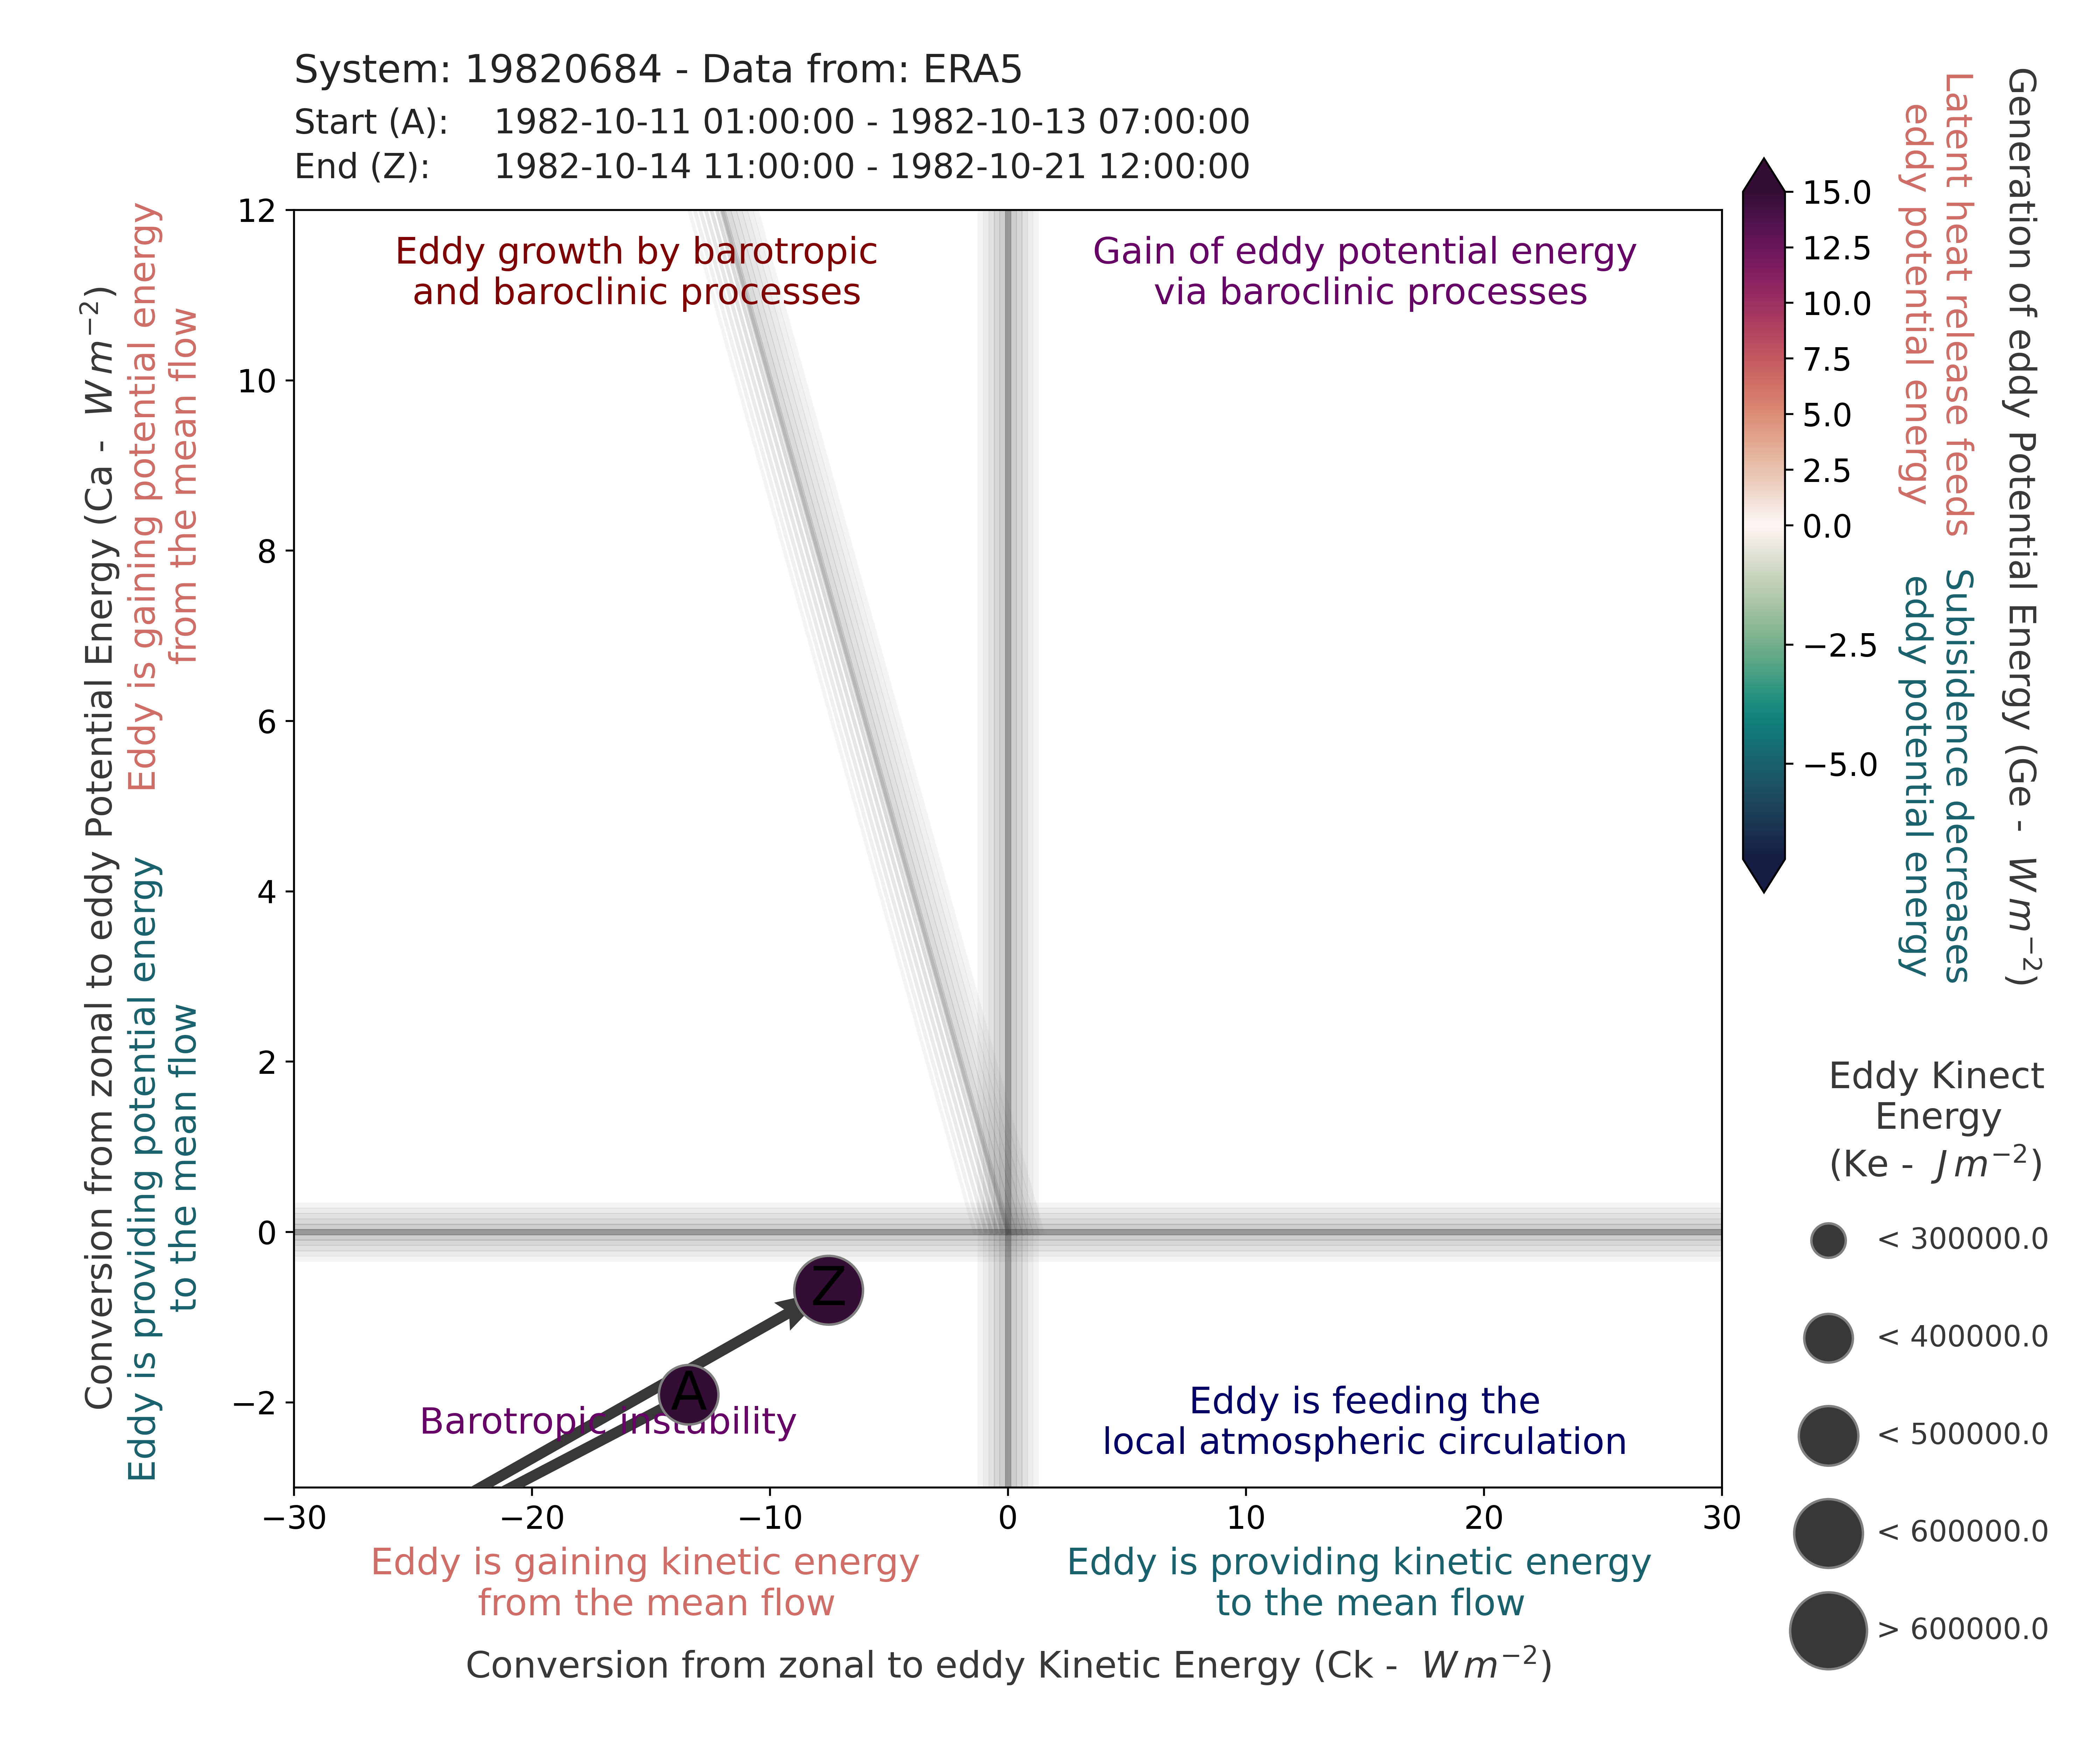 System: 19820684 - Data from: ERA5
Start (A): 1982-10-11 01:00:00 - 1982-10-13 07:00:00
End (Z): 1982-10-14 11:00:00 - 1982-10-21 12:00:00
Conversion from zonal to eddy Potential Energy (Ca - W m⁻²)
Eddy is gaining potential energy
from the mean flow
Eddy is providing potential energy
to the mean flow
12
10
8
6
4
2
0
−2
Eddy growth by barotropic
and baroclinic processes
Gain of eddy potential energy
via baroclinic processes
Z
A
Barotropic instability
Eddy is feeding the
local atmospheric circulation
−30
−20
−10
0
10
20
30
Eddy is gaining kinetic energy
from the mean flow
Eddy is providing kinetic energy
to the mean flow
Conversion from zonal to eddy Kinetic Energy (Ck - W m⁻²)
15.0
12.5
10.0
7.5
5.0
2.5
0.0
−2.5
−5.0
Latent heat release feeds
eddy potential energy
Subisidence decreases
eddy potential energy
Generation of eddy Potential Energy (Ge - W m⁻²)
Eddy Kinect
Energy
(Ke - J m⁻²)
< 300000.0
< 400000.0
< 500000.0
< 600000.0
> 600000.0